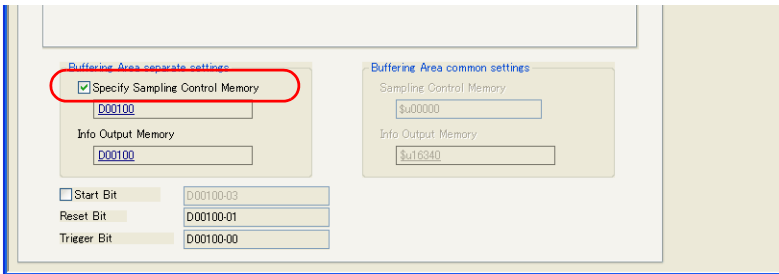 Buffering Area separate settings
Specify Sampling Control Memory
D00100
Info Output Memory
D00100
Buffering Area common settings
Sampling Control Memory
$u00000
Info Output Memory
$u16340
Start Bit
D00100-03
Reset Bit
D00100-01
Trigger Bit
D00100-00